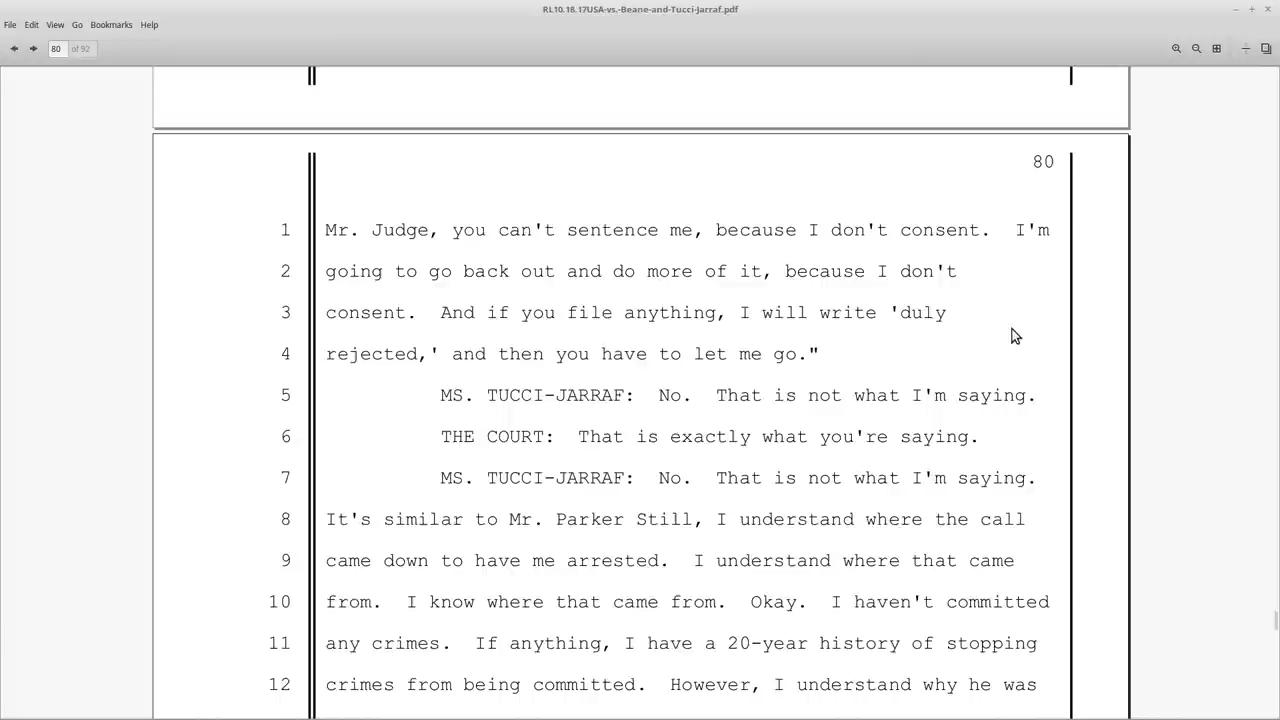 RL10.18.17USA-vs.-Beane-and-Tucci-Jarraf.pdf
File Edit View Go Bookmarks Help
80 of 92
80
1 Mr. Judge, you can't sentence me, because I don't consent. I'm
2 going to go back out and do more of it, because I don't
3 consent. And if you file anything, I will write 'duly
4 rejected,' and then you have to let me go."
5 MS. TUCCI-JARRAF: No. That is not what I'm saying.
6 THE COURT: That is exactly what you're saying.
7 MS. TUCCI-JARRAF: No. That is not what I'm saying.
8 It's similar to Mr. Parker Still, I understand where the call
9 came down to have me arrested. I understand where that came
10 from. I know where that came from. Okay. I haven't committed
11 any crimes. If anything, I have a 20-year history of stopping
12 crimes from being committed. However, I understand why he was